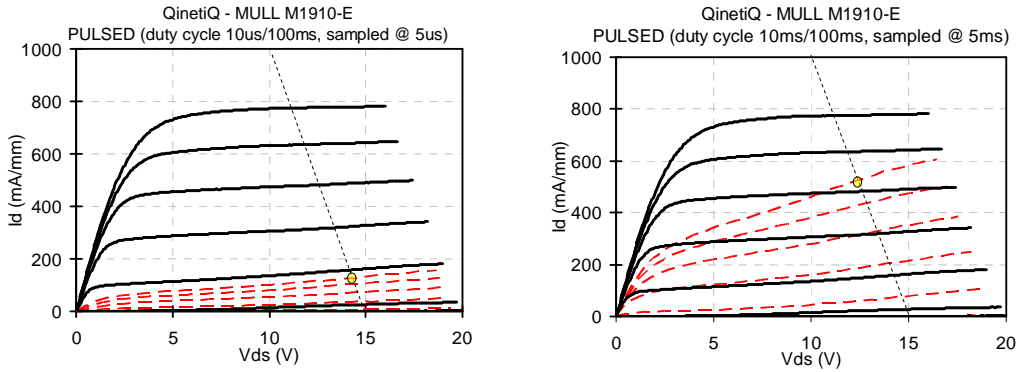 QinetiQ - MULL M1910-E
PULSED (duty cycle 10us/100ms, sampled @ 5us)
1000
800
600
400
200
0
Id (mA/mm)
0 5 10 15 20
Vds (V)
QinetiQ - MULL M1910-E
PULSED (duty cycle 10ms/100ms, sampled @ 5ms)
1000
800
600
400
200
0
Id (mA/mm)
0 5 10 15 20
Vds (V)